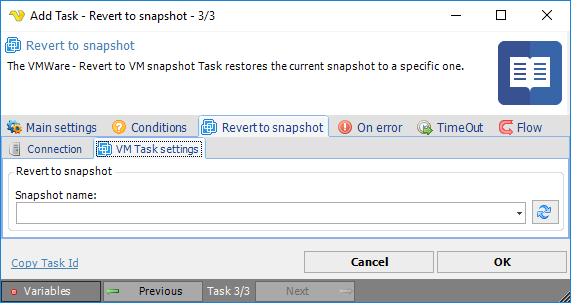 Add Task - Revert to snapshot - 3/3
Revert to snapshot
The VMWare - Revert to VM snapshot Task restores the current snapshot to a specific one.
Main settings Conditions Revert to snapshot On error TimeOut Flow
Connection VM Task settings
Revert to snapshot
Snapshot name:
Copy Task Id Cancel OK
Variables Previous Task 3/3 Next